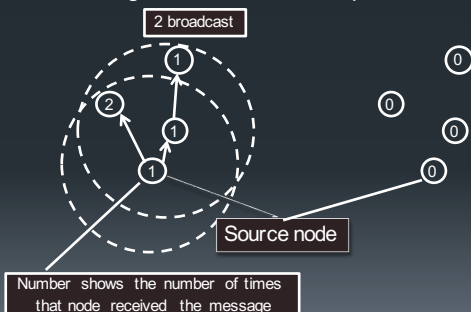 2 broadcast
1
0
2
0
1
0
1
0
Source node
Number shows the number of times
that node received the message